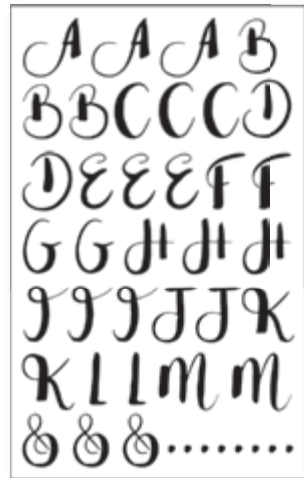 A A A B
B B C C C D
D E E E F F
G G H H H
I I I J J K
K L L M M
& & & ........